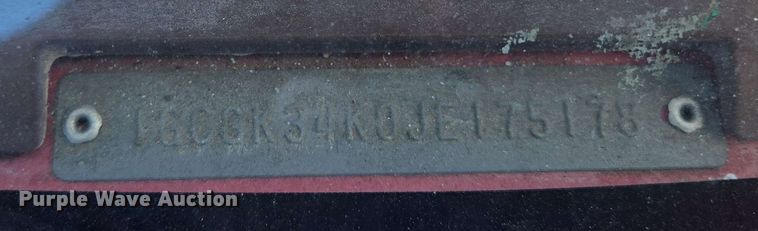 1GCGK34K0JE175178
Purple Wave Auction